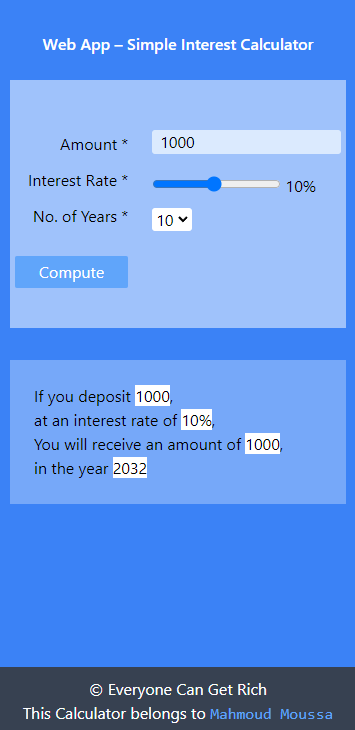 Web App – Simple Interest Calculator
Amount * 1000
Interest Rate * 10%
No. of Years * 10
Compute
If you deposit 1000,
at an interest rate of 10%,
You will receive an amount of 1000,
in the year 2032
© Everyone Can Get Rich
This Calculator belongs to Mahmoud Moussa